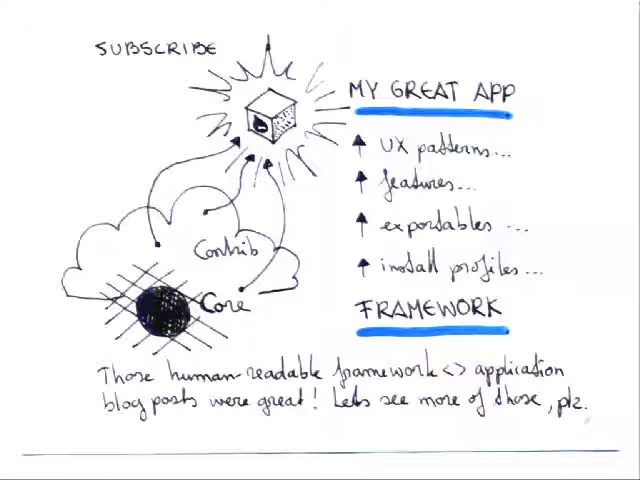 SUBSCRIBE
MY GREAT APP
UX patterns...
features...
exportables ...
install profiles...
FRAMEWORK
Contrib
Core
Those human readable framework <> application
blog posts were great! Lets see more of those, plz.